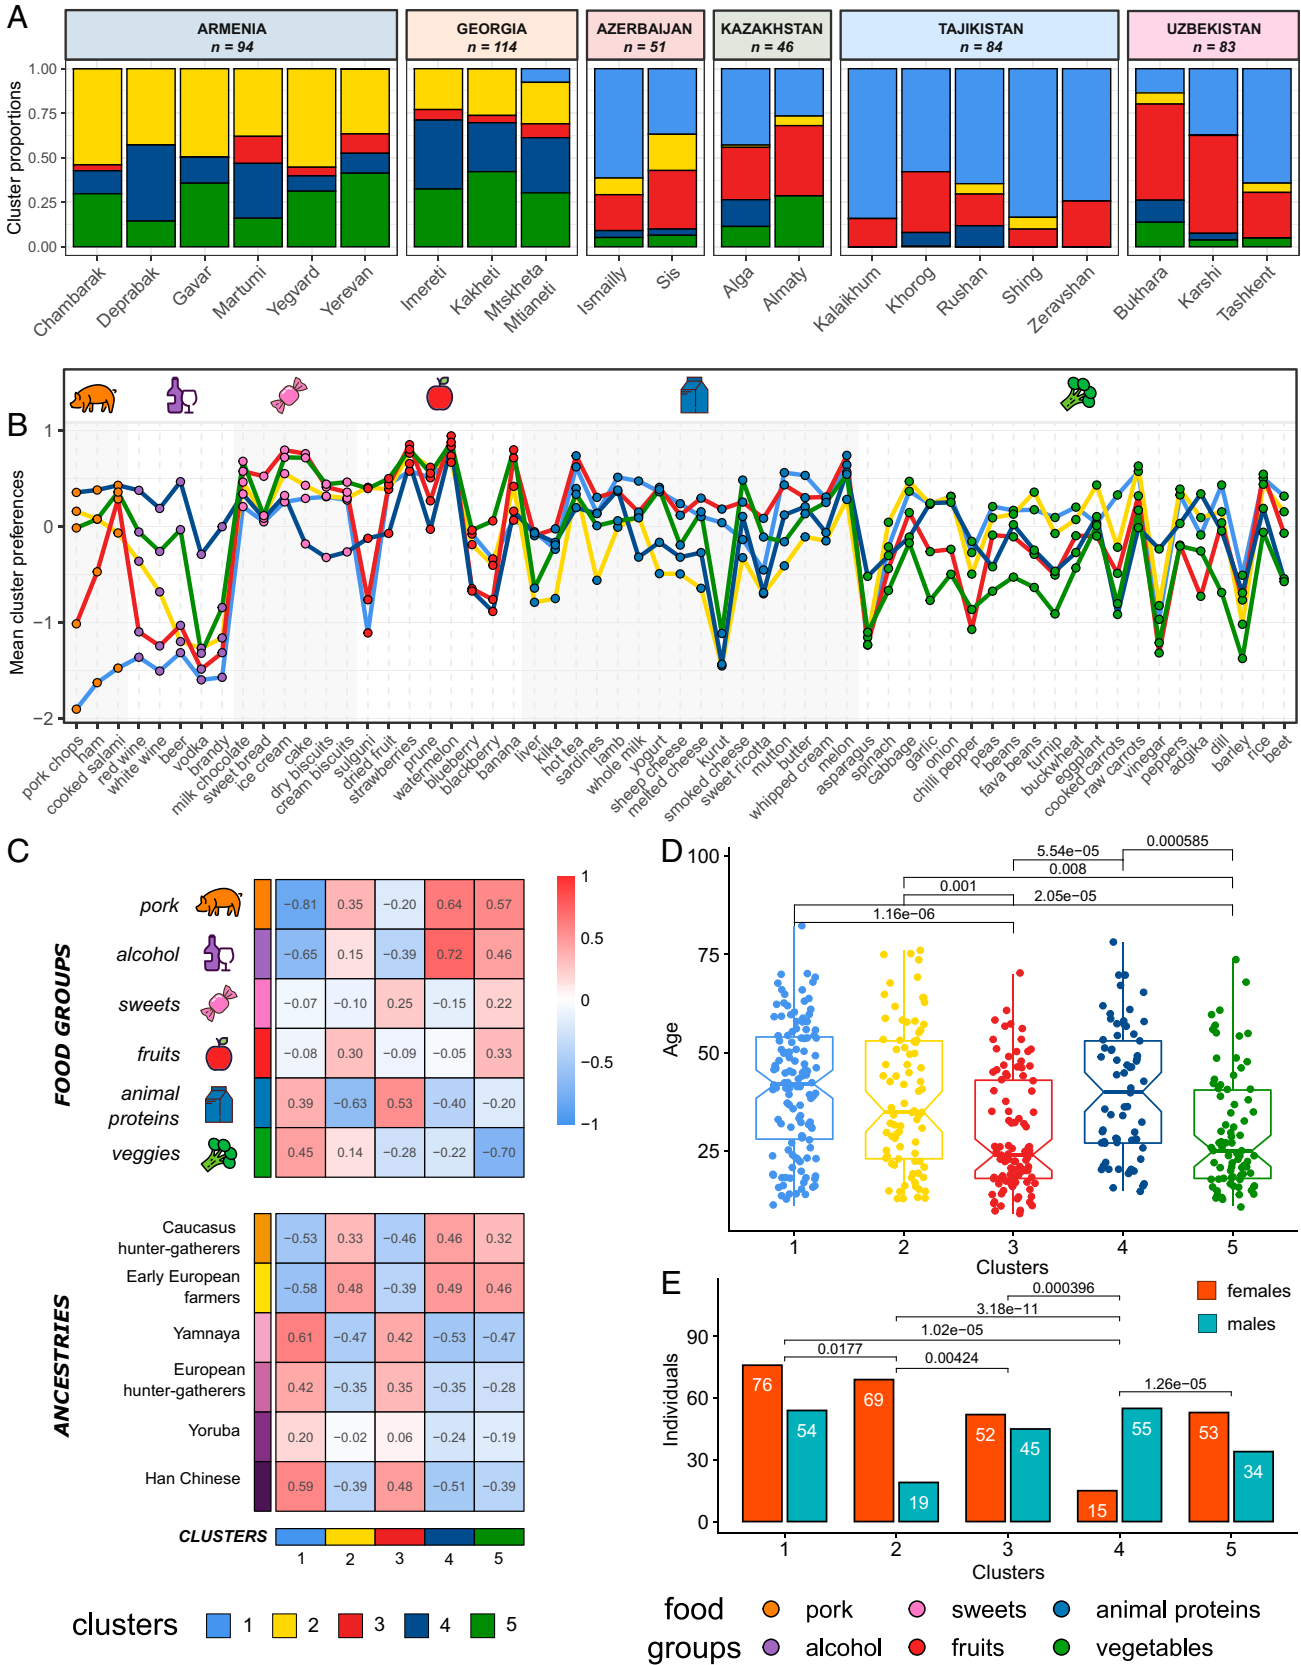 A
ARMENIA
n = 94
GEORGIA
n = 114
AZERBAIJAN
n = 51
KAZAKHSTAN
n = 46
TAJIKISTAN
n = 84
UZBEKISTAN
n = 83
Cluster proportions
1.00
0.75
0.50
0.25
0.00
Chambarak
Deprabak
Gavar
Martumi
Yegvard
Yerevan
Imereti
Kakheti
Mtskheta
Mtianeti
Ismailly
Sis
Alga
Almaty
Kalaikhum
Khorog
Rushan
Shing
Zeravshan
Bukhara
Karshi
Tashkent
B
Mean cluster preferences
1
0
−1
−2
pork chops
ham
cooked salami
red wine
white wine
beer
vodka
brandy
milk chocolate
sweet bread
ice cream
cake
dry biscuits
cream biscuits
sulguni
dried fruit
strawberries
prune
watermelon
blueberry
blackberry
banana
liver
kilka
hot tea
sardines
lamb
whole milk
yogurt
sheep cheese
melted cheese
kurut
smoked cheese
sweet ricotta
mutton
butter
whipped cream
melon
asparagus
spinach
cabbage
garlic
onion
chilli pepper
peas
beans
fava beans
turnip
buckwheat
eggplant
cooked carrots
raw carrots
vinegar
peppers
adgika
dill
barley
rice
beet
C
FOOD GROUPS
pork
−0.81 0.35 −0.20 0.64 0.57
alcohol
−0.65 0.15 −0.39 0.72 0.46
sweets
−0.07 −0.10 0.25 −0.15 0.22
fruits
−0.08 0.30 −0.09 −0.05 0.33
animal
proteins
0.39 −0.63 0.53 −0.40 −0.20
veggies
0.45 0.14 −0.28 −0.22 −0.70
1
0.5
0
−0.5
−1
ANCESTRIES
Caucasus
hunter-gatherers
−0.53 0.33 −0.46 0.46 0.32
Early European
farmers
−0.58 0.48 −0.39 0.49 0.46
Yamnaya
0.61 −0.47 0.42 −0.53 −0.47
European
hunter-gatherers
0.42 −0.35 0.35 −0.35 −0.28
Yoruba
0.20 −0.02 0.06 −0.24 −0.19
Han Chinese
0.59 −0.39 0.48 −0.51 −0.39
CLUSTERS
1 2 3 4 5
D
Age
100
75
50
25
0.000585
5.54e−05
0.008
0.001
2.05e−05
1.16e−06
1 2 3 4 5
Clusters
E
Individuals
90
60
30
0
females
males
0.000396
3.18e−11
1.02e−05
0.0177
0.00424
1.26e−05
76 54 69 19 52 45 15 55 53 34
1 2 3 4 5
Clusters
clusters 1 2 3 4 5
food
groups
pork
sweets
animal proteins
alcohol
fruits
vegetables